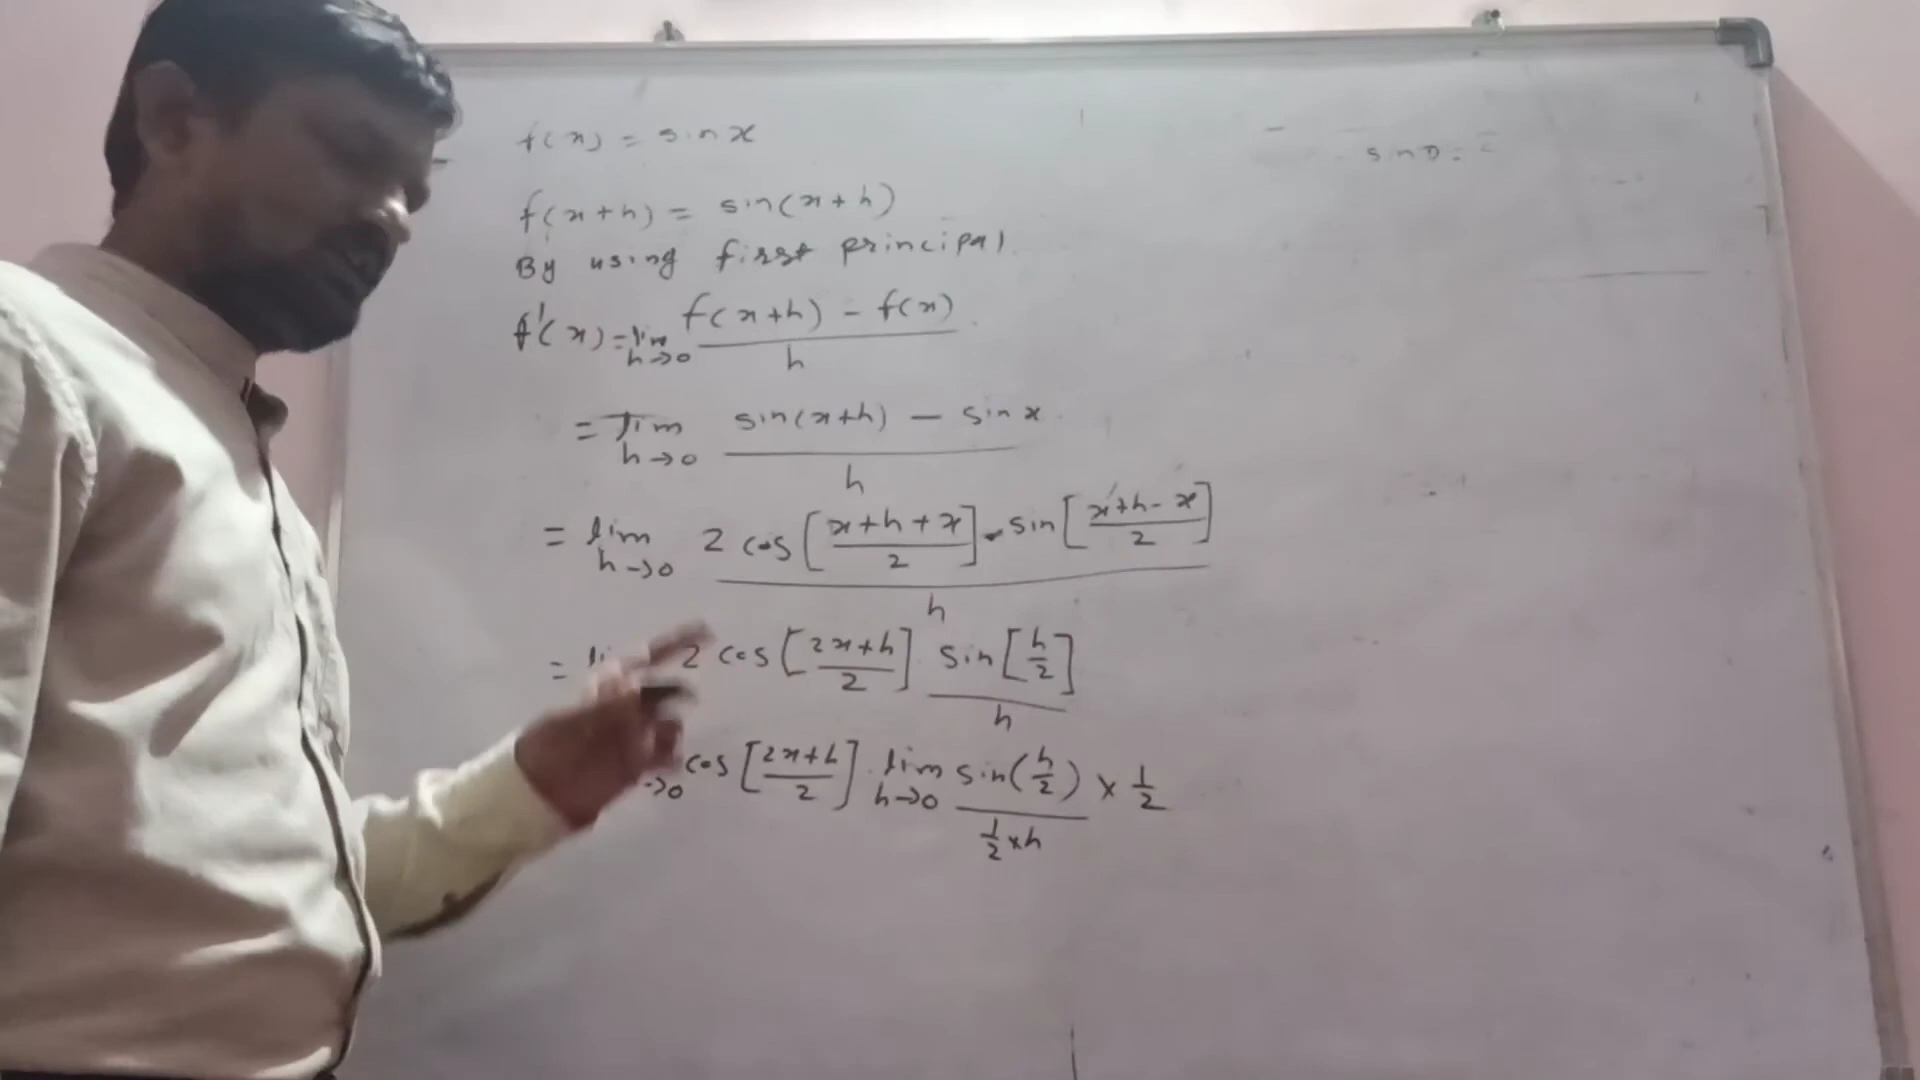 f(x) = sin x
f(x+h) = sin(x+h)
By using first principal.
f'(x) = lim h→0 f(x+h) - f(x) / h
= lim h→0 sin(x+h) - sin x / h
= lim h→0 2 cos [x+h+x / 2] . sin [x+h-x / 2] / h
= 2 cos [2x+h / 2] sin [h/2] / h
→0 cos [2x+h / 2] . lim h→0 sin(h/2) / 1/2 × h × 1/2